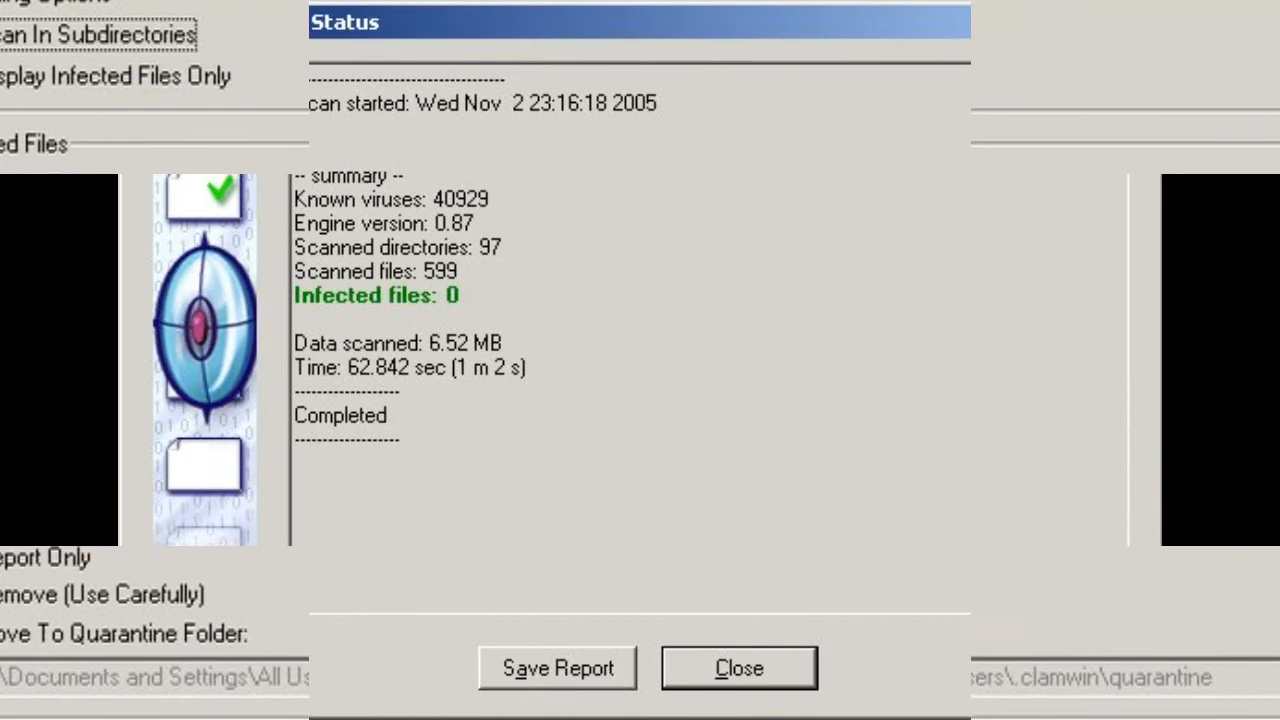 an In Subdirectories
splay Infected Files Only
ed Files
Status
can started: Wed Nov 2 23:16:18 2005
-- summary --
Known viruses: 40929
Engine version: 0.87
Scanned directories: 97
Scanned files: 599
Infected files: 0
Data scanned: 6.52 MB
Time: 62.842 sec (1 m 2 s)
-------------------
Completed
-------------------
eport Only
emove (Use Carefully)
ove To Quarantine Folder:
\Documents and Settings\All Us
sers\.clamwin\quarantine
Save Report
Close